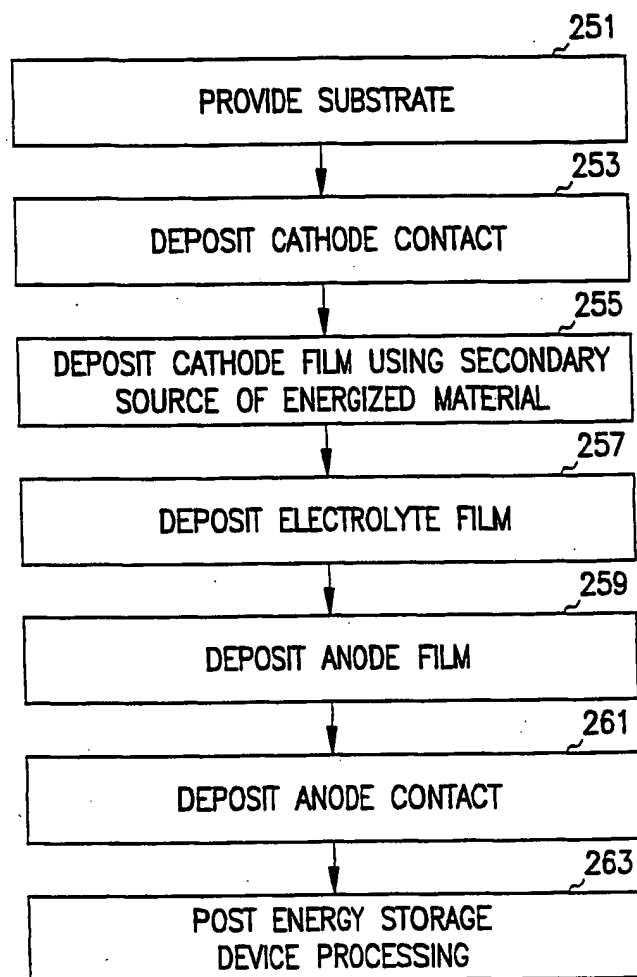 251
PROVIDE SUBSTRATE
253
DEPOSIT CATHODE CONTACT
255
DEPOSIT CATHODE FILM USING SECONDARY
SOURCE OF ENERGIZED MATERIAL
257
DEPOSIT ELECTROLYTE FILM
259
DEPOSIT ANODE FILM
261
DEPOSIT ANODE CONTACT
263
POST ENERGY STORAGE
DEVICE PROCESSING